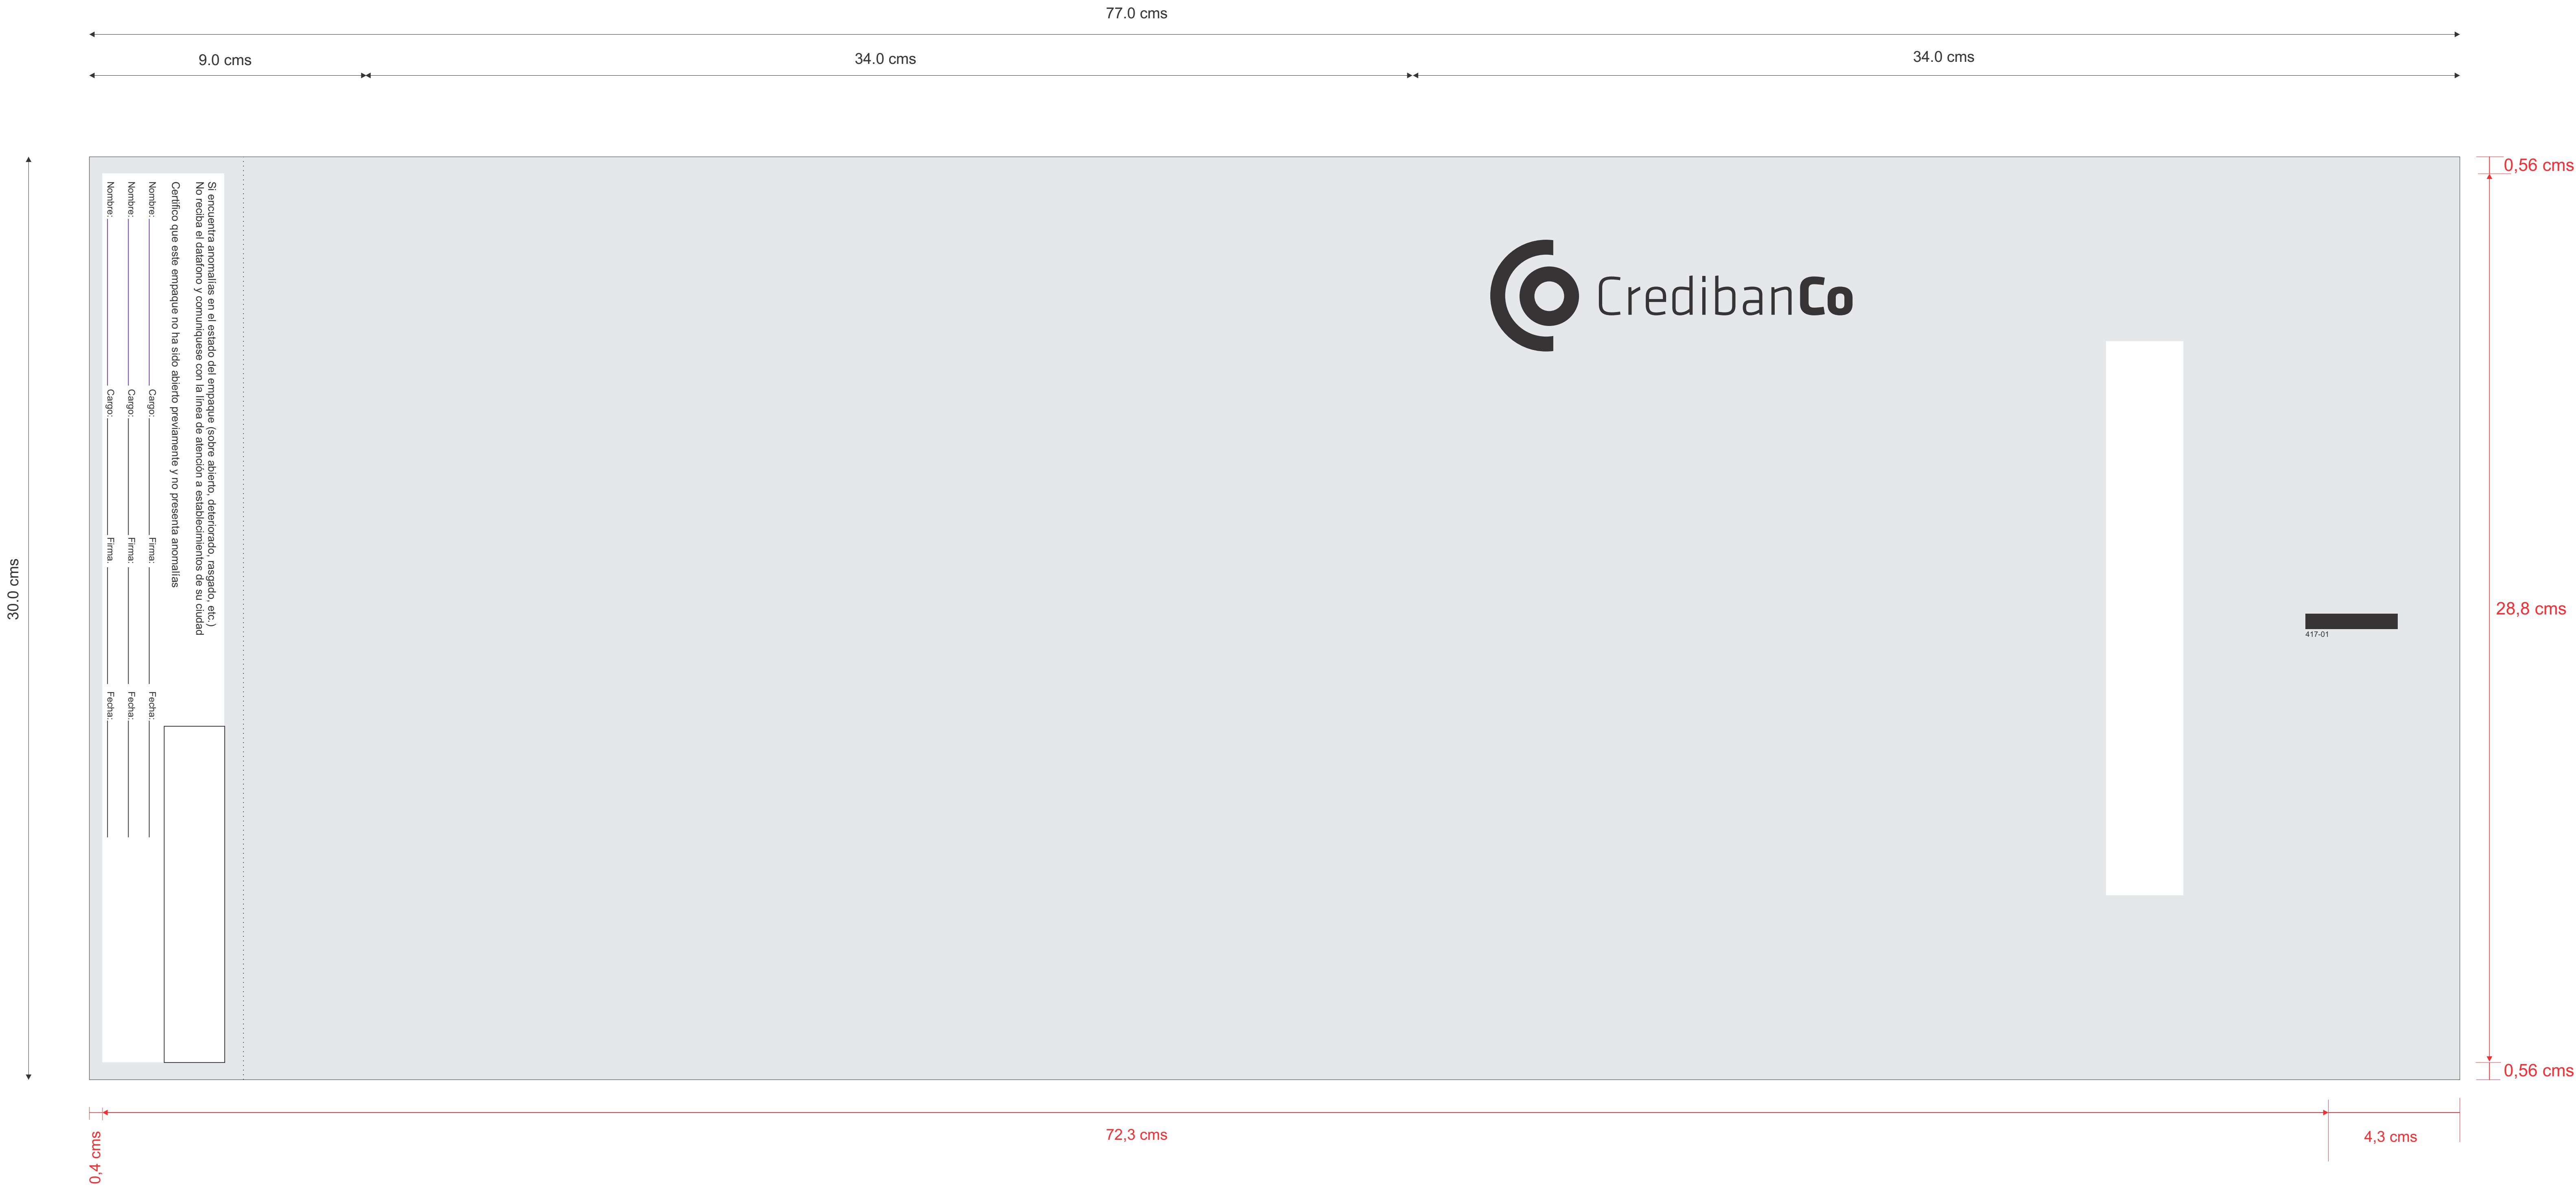 77.0 cms
9.0 cms
34.0 cms
34.0 cms
30.0 cms
Si encuentra anomalías en el estado del empaque (sobre abierto, deteriorado, rasgado, etc.)
No reciba el datafono y comuniquese con la línea de atención a establecimientos de su ciudad
Certifico que este empaque no ha sido abierto previamente y no presenta anomalías
Nombre: Cargo: Firma: Fecha:
Nombre: Cargo: Firma: Fecha:
Nombre: Cargo: Firma. Fecha:
CredibanCo
417-01
0,56 cms
28,8 cms
0,56 cms
0,4 cms
72,3 cms
4,3 cms